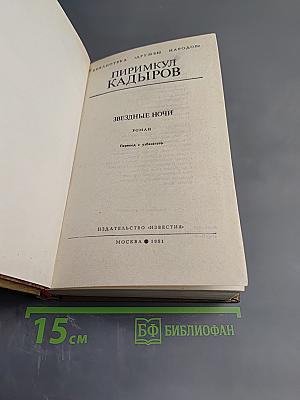 БИБЛИОТЕКА «ДРУЖБЫ НАРОДОВ»
ПИРИМКУЛ
КАДЫРОВ
ЗВЕЗДНЫЕ НОЧИ
РОМАН
Перевод с узбекского
ИЗДАТЕЛЬСТВО «ИЗВЕСТИЯ»
МОСКВА ● 1981
15 см
БФ БИБЛИОФАН